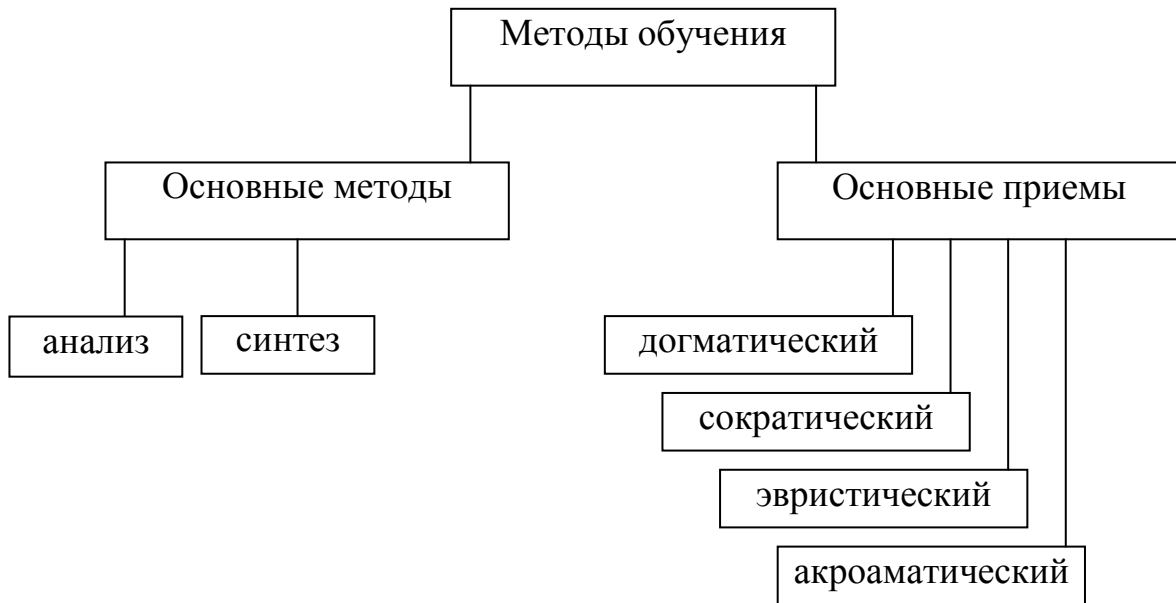 Методы обучения
Основные методы
Основные приемы
анализ
синтез
догматический
сократический
эвристический
акроаматический